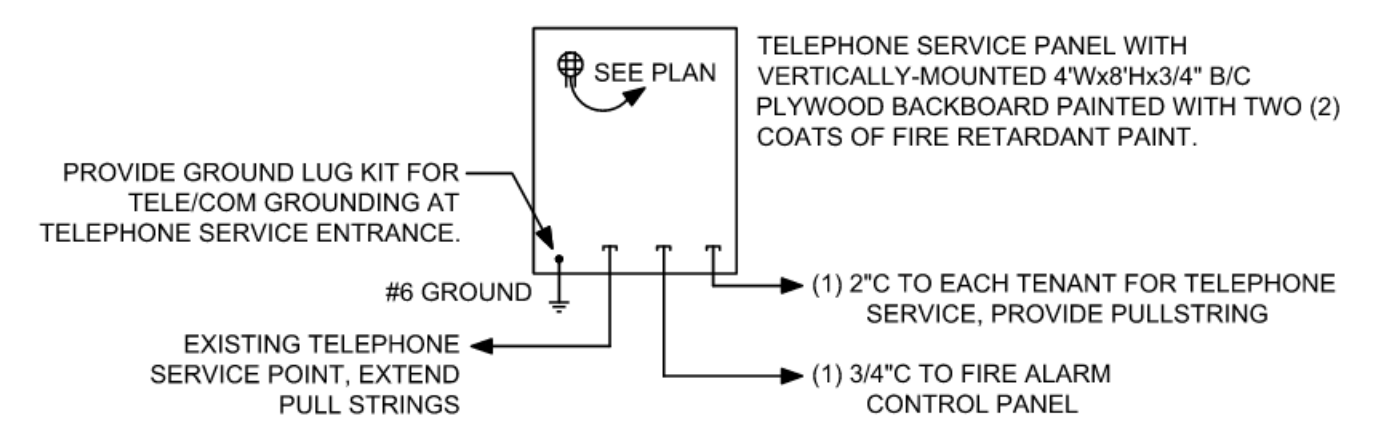 SEE PLAN
TELEPHONE SERVICE PANEL WITH
VERTICALLY-MOUNTED 4'Wx8'Hx3/4" B/C
PLYWOOD BACKBOARD PAINTED WITH TWO (2)
COATS OF FIRE RETARDANT PAINT.
PROVIDE GROUND LUG KIT FOR
TELE/COM GROUNDING AT
TELEPHONE SERVICE ENTRANCE.
#6 GROUND
EXISTING TELEPHONE
SERVICE POINT, EXTEND
PULL STRINGS
(1) 2"C TO EACH TENANT FOR TELEPHONE
SERVICE, PROVIDE PULLSTRING
(1) 3/4"C TO FIRE ALARM
CONTROL PANEL